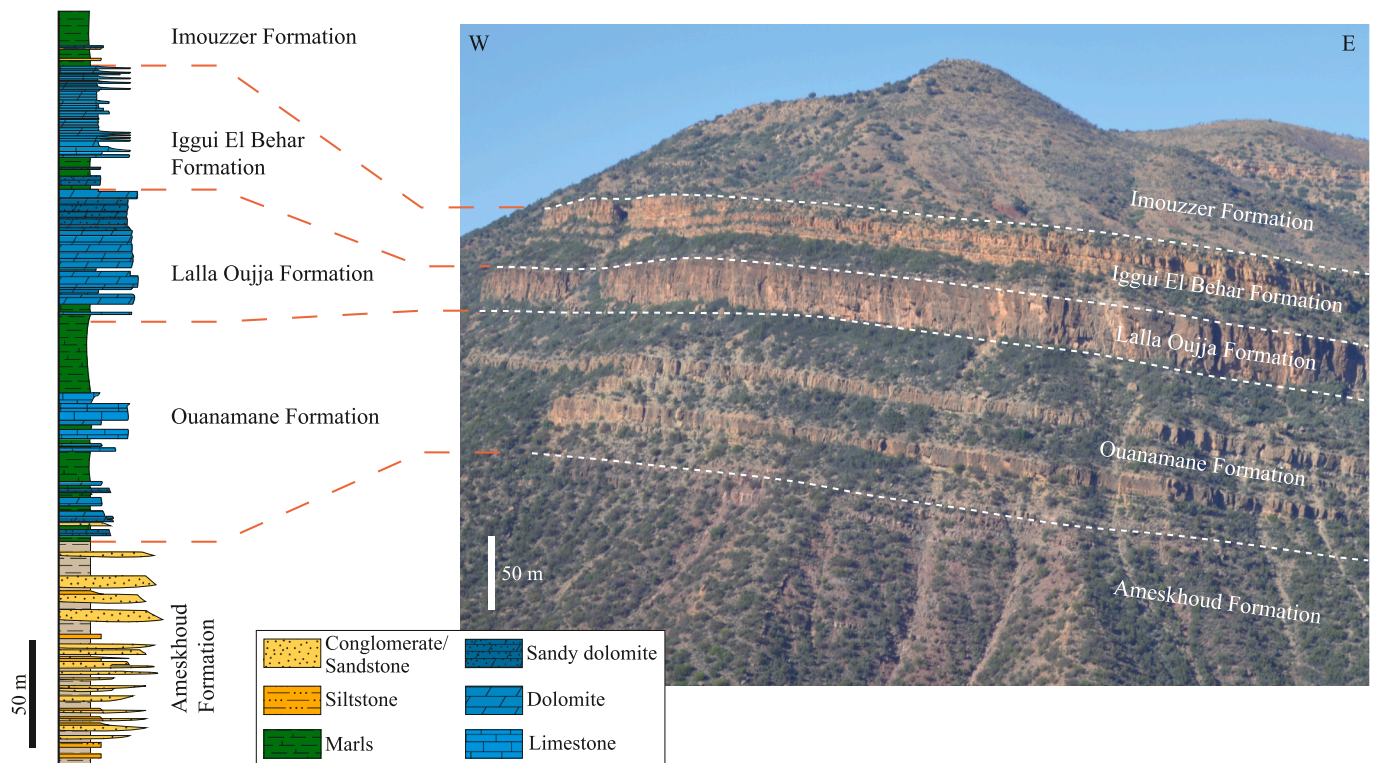 Imouzzer Formation
Iggui El Behar
Formation
Lalla Oujja Formation
Ouanamane Formation
Ameskhoud
Formation
50 m
W
E
Imouzzer Formation
Iggui El Behar Formation
Lalla Oujja Formation
Ouanamane Formation
Ameskhoud Formation
50 m
Conglomerate/
Sandstone
Siltstone
Marls
Sandy dolomite
Dolomite
Limestone